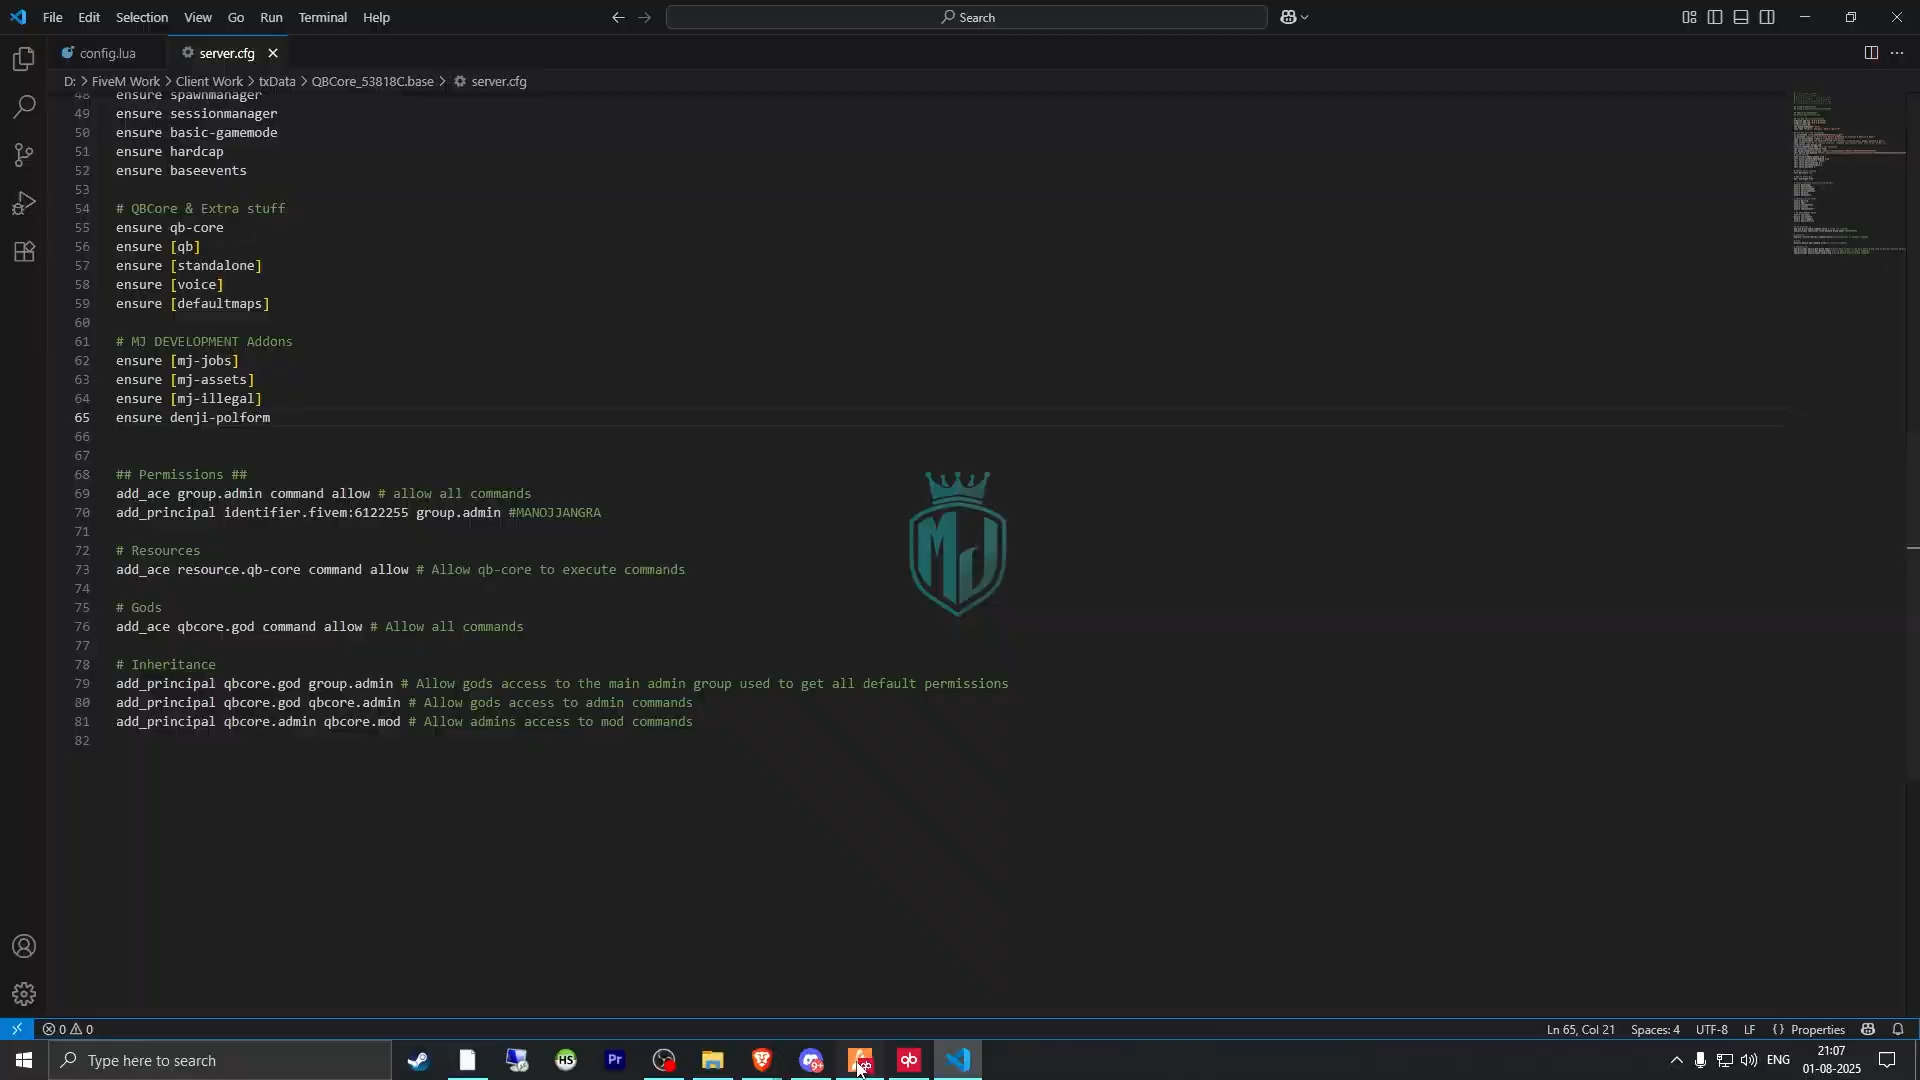 File Edit Selection View Go Run Terminal Help
Search
config.lua
server.cfg
D: > FiveM Work > Client Work > txData > QBCore_53818C.base > server.cfg
48 ensure spawnmanager
49 ensure sessionmanager
50 ensure basic-gamemode
51 ensure hardcap
52 ensure baseevents
53
54 # QBCore & Extra stuff
55 ensure qb-core
56 ensure [qb]
57 ensure [standalone]
58 ensure [voice]
59 ensure [defaultmaps]
60
61 # MJ DEVELOPMENT Addons
62 ensure [mj-jobs]
63 ensure [mj-assets]
64 ensure [mj-illegal]
65 ensure denji-polform
66
67
68 ## Permissions ##
69 add_ace group.admin command allow # allow all commands
70 add_principal identifier.fivem:6122255 group.admin #MANOJJANGRA
71
72 # Resources
73 add_ace resource.qb-core command allow # Allow qb-core to execute commands
74
75 # Gods
76 add_ace qbcore.god command allow # Allow all commands
77
78 # Inheritance
79 add_principal qbcore.god group.admin # Allow gods access to the main admin group used to get all default permissions
80 add_principal qbcore.god qbcore.admin # Allow gods access to admin commands
81 add_principal qbcore.admin qbcore.mod # Allow admins access to mod commands
82
MJ
0 0
Ln 65, Col 21 Spaces: 4 UTF-8 LF {} Properties
Type here to search
HS
Pr
9+
qb
ENG
21:07
01-08-2025